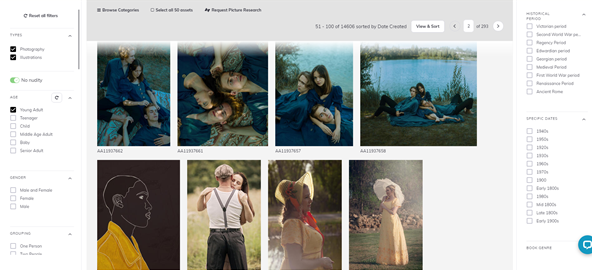 Reset all filters
TYPES
Photography
Illustrations
No nudity
AGE
Young Adult
Teenager
Child
Middle Age Adult
Baby
Senior Adult
GENDER
Male and Female
Female
Male
GROUPING
One Person
Browse Categories
Select all 50 assets
Request Picture Research
51 - 100 of 14608 sorted by Date Created
View & Sort
2
of 293
AA11937662
AA11937661
AA11937657
AA11937658
HISTORICAL
PERIOD
Victorian period
Second World War pe...
Regency Period
Edwardian period
Georgian period
Medieval Period
First World War period
Renaissance Period
Ancient Rome
SPECIFIC DATES
1940s
1950s
1920s
1930s
1960s
1970s
1900
Early 1800s
1980s
Mid 1800s
Late 1800s
Early 1900s
BOOK GENRE